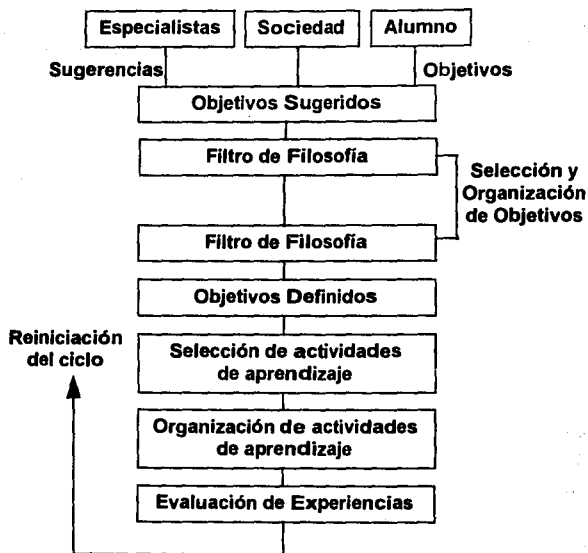 Especialistas
Sociedad
Alumno
Sugerencias
Objetivos
Objetivos Sugeridos
Filtro de Filosofía
Selección y
Organización
de Objetivos
Filtro de Filosofía
Objetivos Definidos
Reiniciación
del ciclo
Selección de actividades
de aprendizaje
Organización de actividades
de aprendizaje
Evaluación de Experiencias